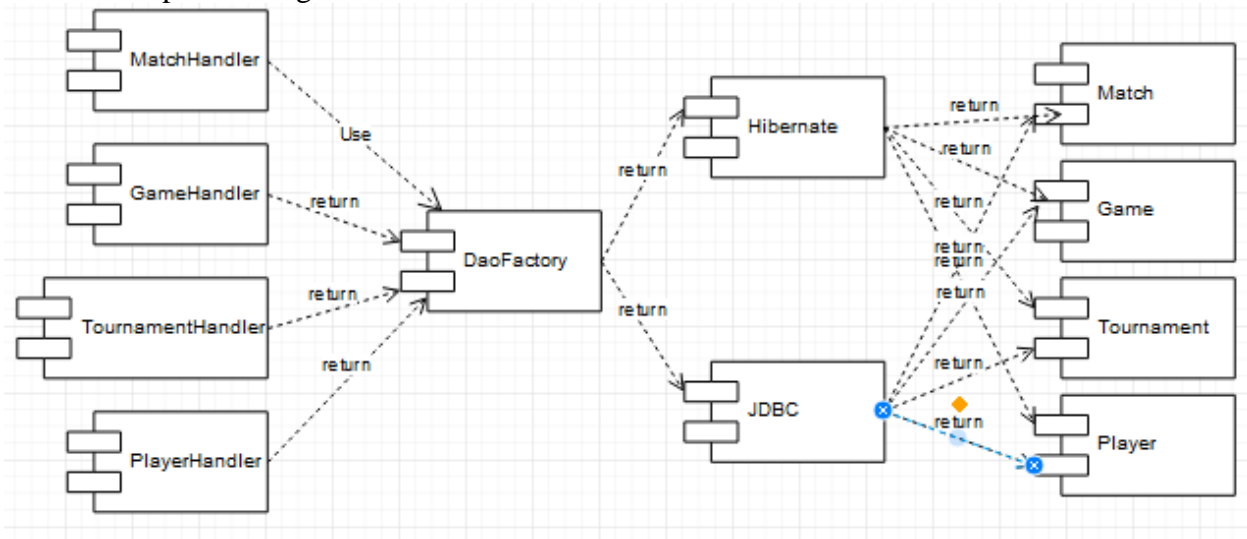 MatchHandler
Use
GameHandler
return
TournamentHandler
return
PlayerHandler
return
DaoFactory
return
return
Hibernate
JDBC
return
return
return
return
return
return
return
return
Match
Game
Tournament
Player